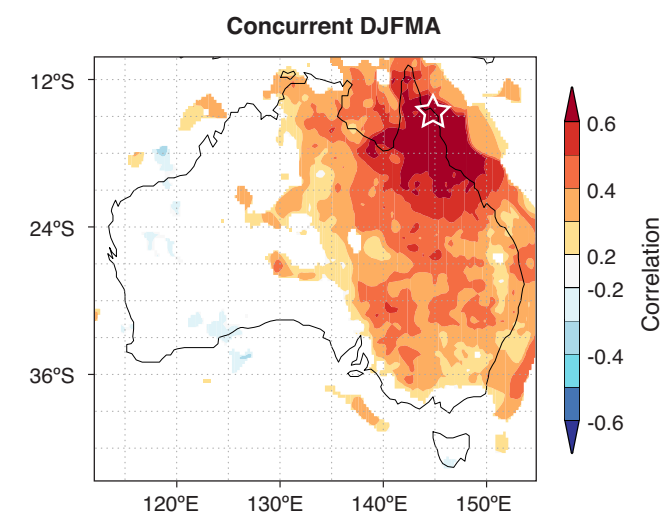 Concurrent DJFMA
12ºS
24ºS
36ºS
120ºE
130ºE
140ºE
150ºE
0.6
0.4
0.2
-0.2
-0.4
-0.6
Correlation